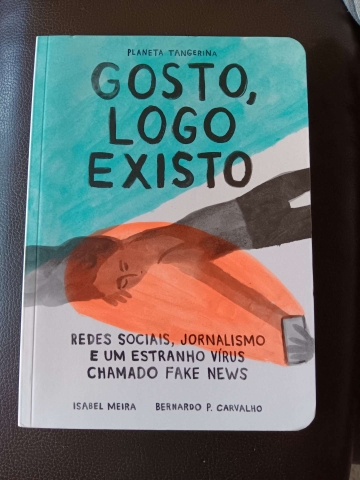 PLANETA TANGERINA
GOSTO,
LOGO
EXISTO
REDES SOCIAIS, JORNALISMO
E UM ESTRANHO VÍRUS
CHAMADO FAKE NEWS
ISABEL MEIRA BERNARDO P. CARVALHO